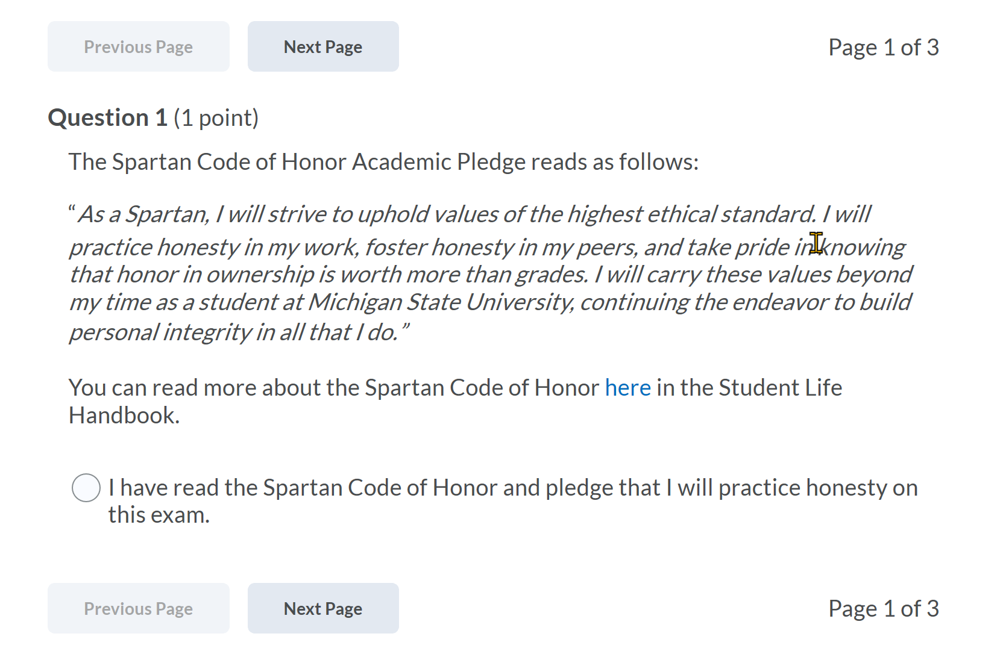 Previous Page Next Page Page 1 of 3
Question 1 (1 point)
The Spartan Code of Honor Academic Pledge reads as follows:
“As a Spartan, I will strive to uphold values of the highest ethical standard. I will
practice honesty in my work, foster honesty in my peers, and take pride in knowing
that honor in ownership is worth more than grades. I will carry these values beyond
my time as a student at Michigan State University, continuing the endeavor to build
personal integrity in all that I do.”
You can read more about the Spartan Code of Honor here in the Student Life
Handbook.
I have read the Spartan Code of Honor and pledge that I will practice honesty on
this exam.
Previous Page Next Page Page 1 of 3